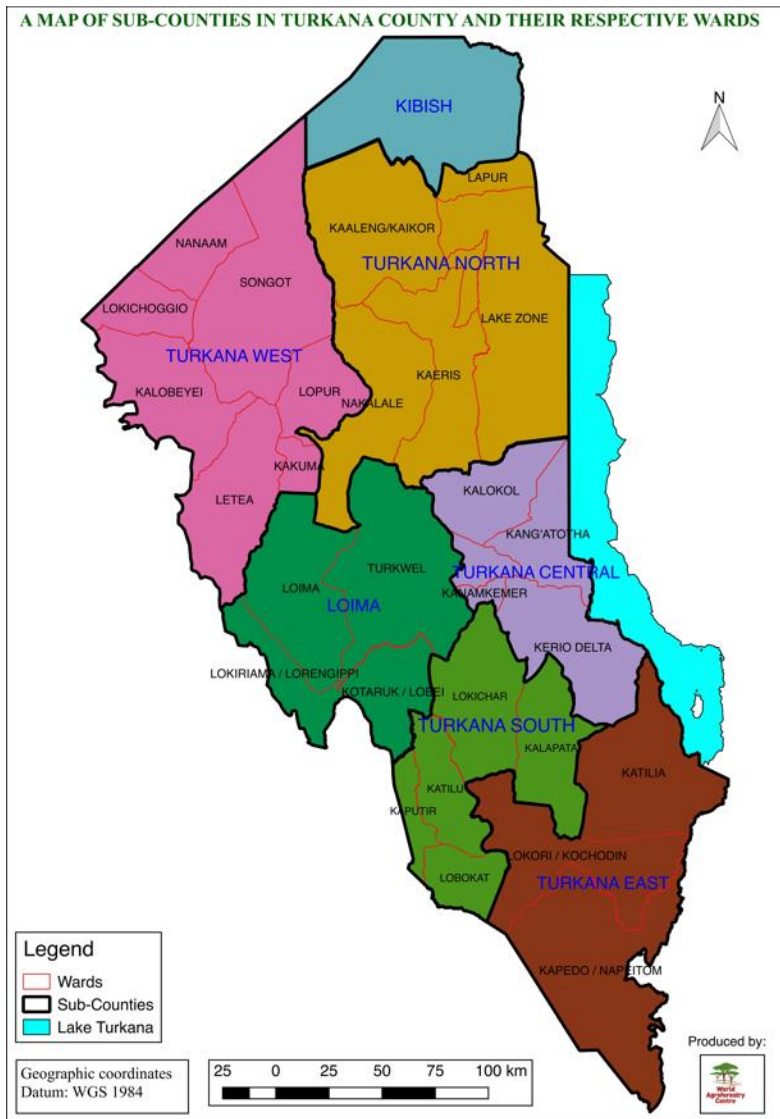 A MAP OF SUB-COUNTIES IN TURKANA COUNTY AND THEIR RESPECTIVE WARDS
KIBISH
N
LAPUR
KAALENG/KAIKOR
NANAAM
TURKANA NORTH
SONGOT
LOKICHOGGIO
LAKE ZONE
TURKANA WEST
KAERIS
KALOBEYEI
LOPUR
NAKALALE
KAKUMA
KALOKOL
LETEA
KANG'ATOTHA
TURKWEL
TURKANA CENTRAL
LOIMA
KANAMKEMER
LOIMA
KERIO DELTA
LOKIRIAMA / LORENGIPPI
KOTARUK / LOBEI
LOKICHAR
TURKANA SOUTH
KALAPATA
KATILIA
KATILU
KAPUTIR
LOKORI / KOCHODIN
LOBOKAT
TURKANA EAST
KAPEDO / NAPEITOM
Legend
Wards
Sub-Counties
Lake Turkana
Geographic coordinates
Datum: WGS 1984
25 0 25 50 75 100 km
Produced by:
World
Agroforestry
Centre